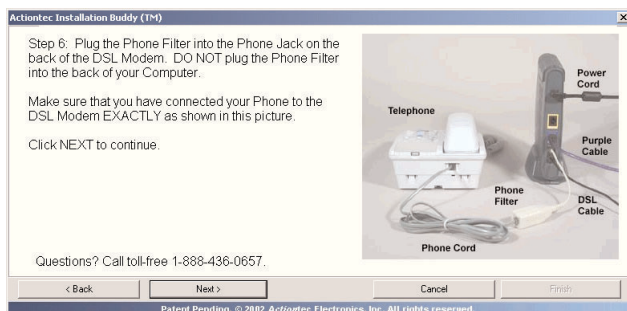 Actiontec Installation Buddy (TM)
Step 6: Plug the Phone Filter into the Phone Jack on the
back of the DSL Modem. DO NOT plug the Phone Filter
into the back of your Computer.
Make sure that you have connected your Phone to the
DSL Modem EXACTLY as shown in this picture.
Click NEXT to continue.
Questions? Call toll-free 1-888-436-0657.
Power
Cord
Telephone
Purple
Cable
Phone
Filter
DSL
Cable
Phone Cord
< Back
Next >
Cancel
Finish
Patent Pending. © 2002 Actiontec Electronics, Inc. All rights reserved.